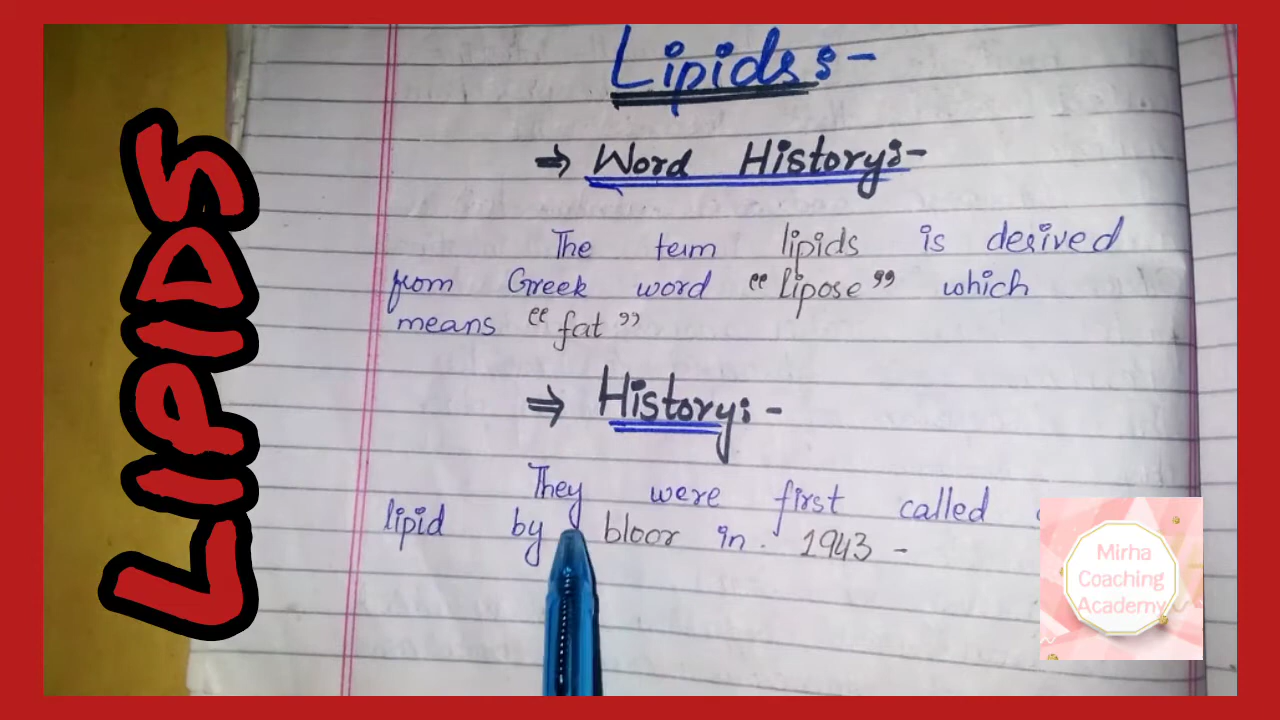 LIPIDS
Lipids :-
⇒ Word History:-
The term lipids is derived
from Greek word "lipose" which
means "fat"
⇒ History: -
They were first called
lipid by bloor in. 1943 -
Mirha
Coaching
Academy